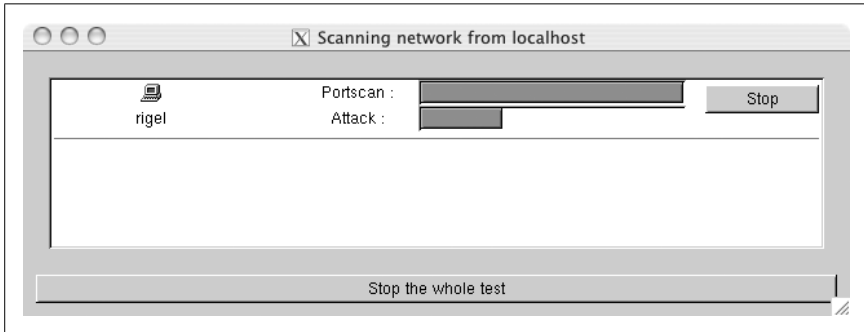 Scanning network from localhost
Portscan :
Stop
rigel
Attack :
Stop the whole test